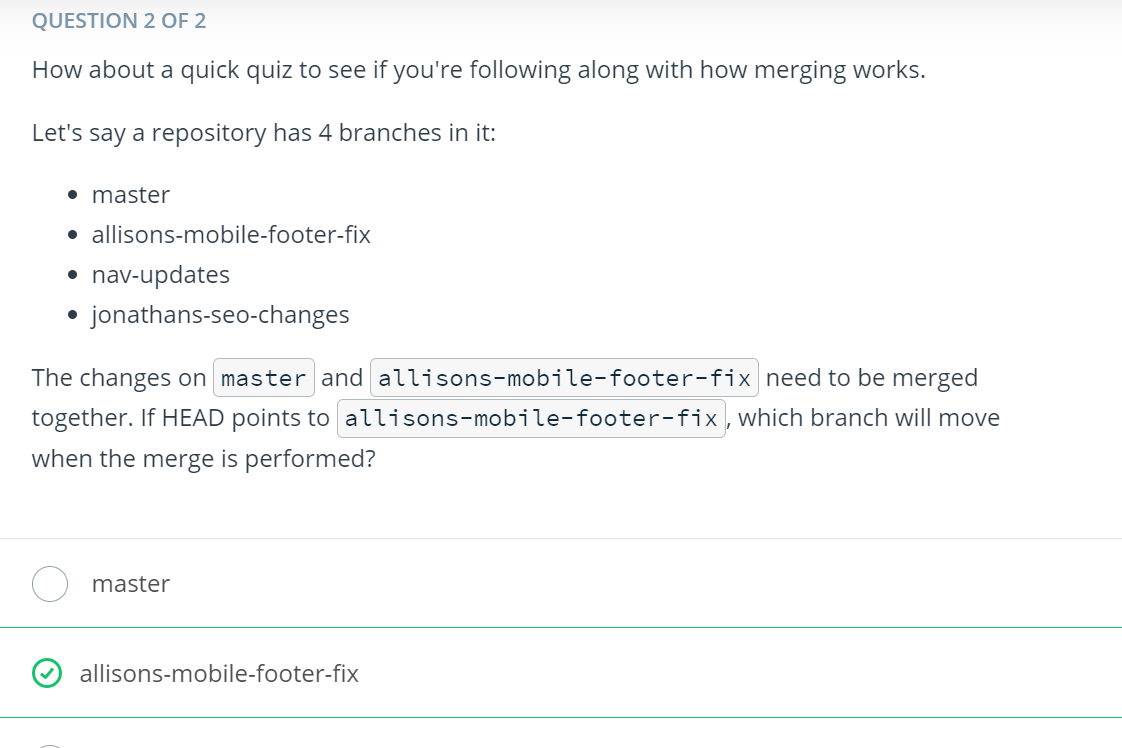 QUESTION 2 OF 2
How about a quick quiz to see if you're following along with how merging works.
Let's say a repository has 4 branches in it:
master
allisons-mobile-footer-fix
nav-updates
jonathans-seo-changes
The changes on master and allisons-mobile-footer-fix need to be merged
together. If HEAD points to allisons-mobile-footer-fix, which branch will move
when the merge is performed?
master
allisons-mobile-footer-fix